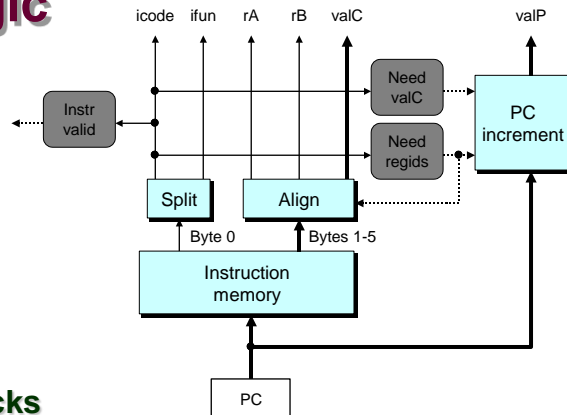 gic
icode ifun rA rB valC valP
Need
valC
Instr
valid
PC
increment
Need
regids
Split
Align
Byte 0
Bytes 1-5
Instruction
memory
PC
cks